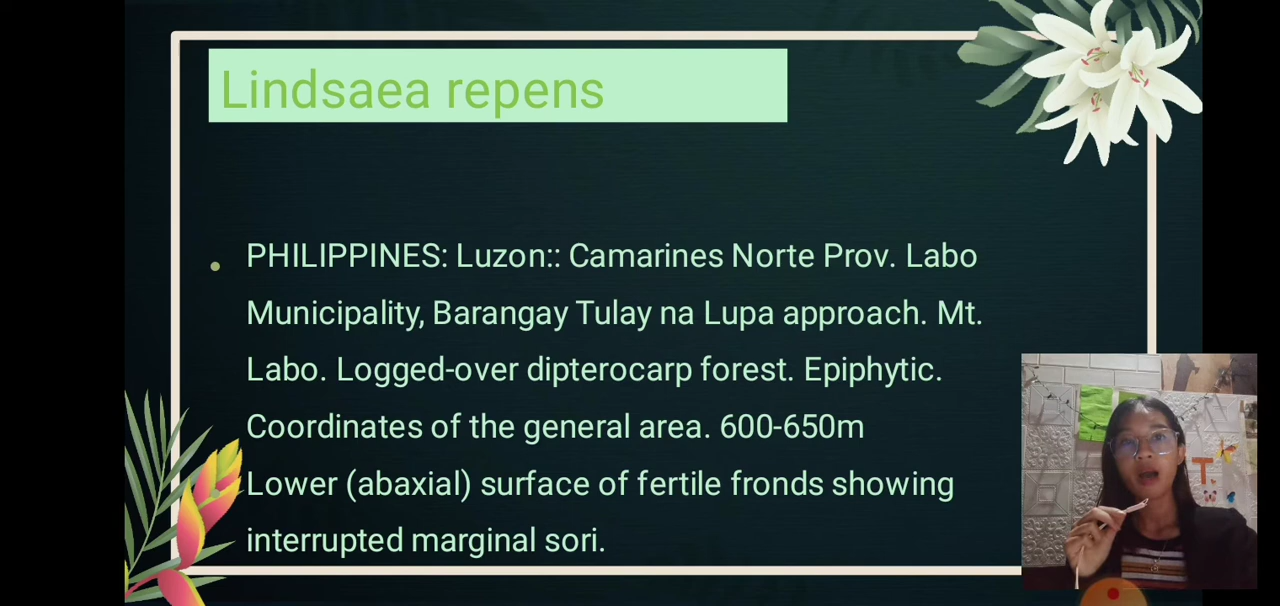 Lindsaea repens
• PHILIPPINES: Luzon:: Camarines Norte Prov. Labo
Municipality, Barangay Tulay na Lupa approach. Mt.
Labo. Logged-over dipterocarp forest. Epiphytic.
Coordinates of the general area. 600-650m
Lower (abaxial) surface of fertile fronds showing
interrupted marginal sori.